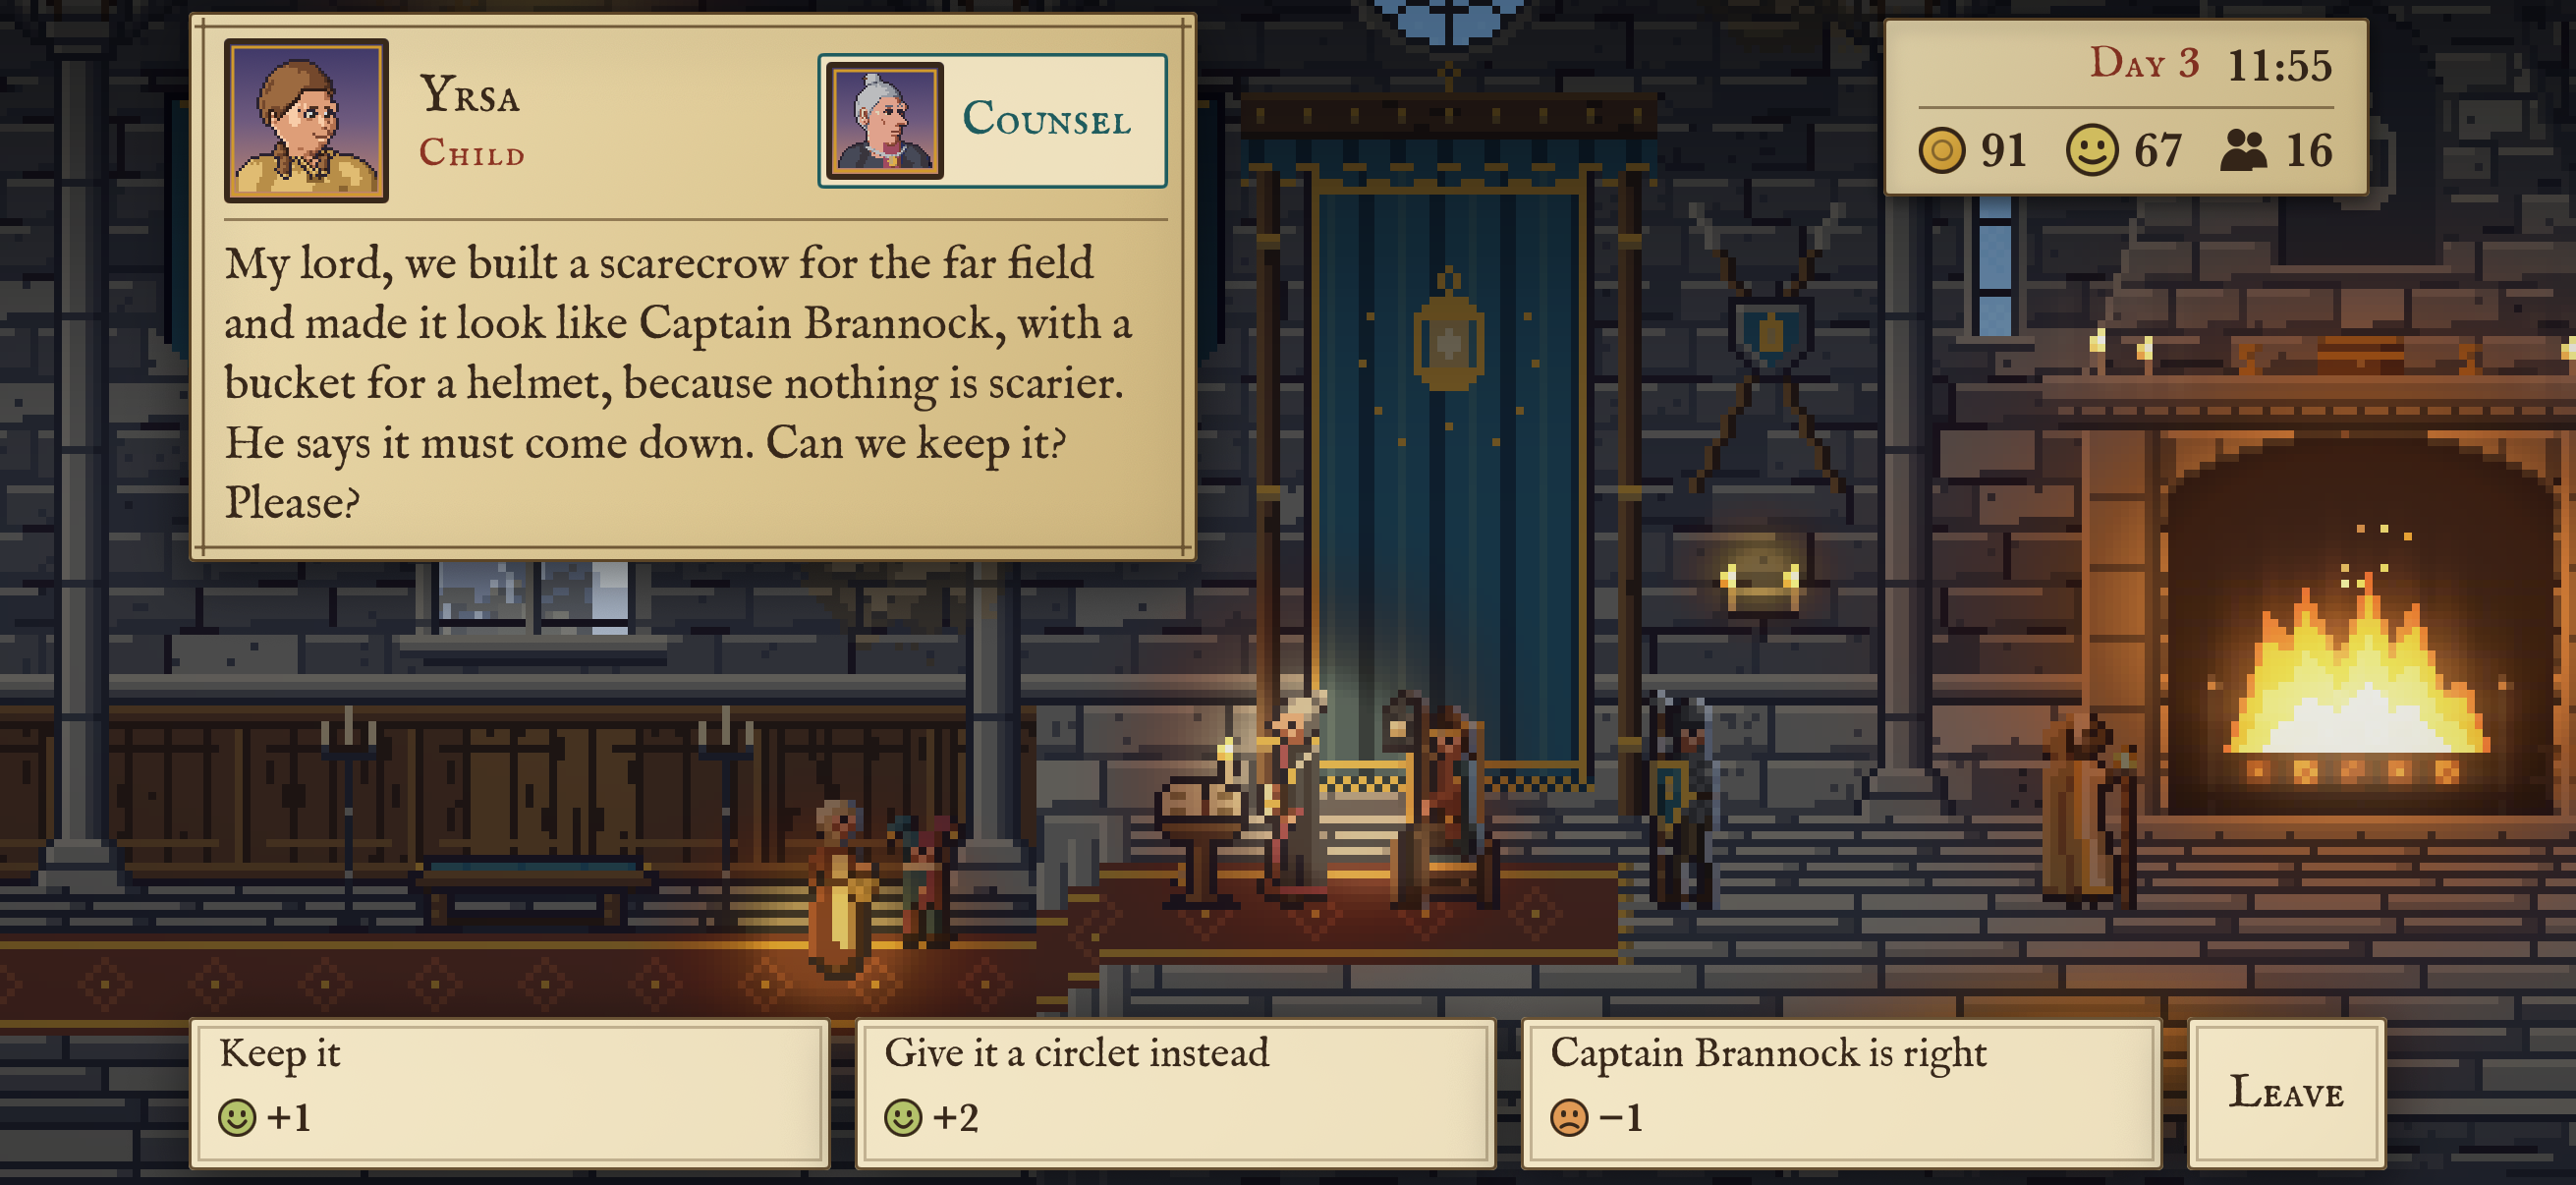 Yrsa
Child
Counsel
My lord, we built a scarecrow for the far field
and made it look like Captain Brannock, with a
bucket for a helmet, because nothing is scarier.
He says it must come down. Can we keep it?
Please?
Day 3 11:55
91 67 16
Keep it
+1
Give it a circlet instead
+2
Captain Brannock is right
−1
Leave